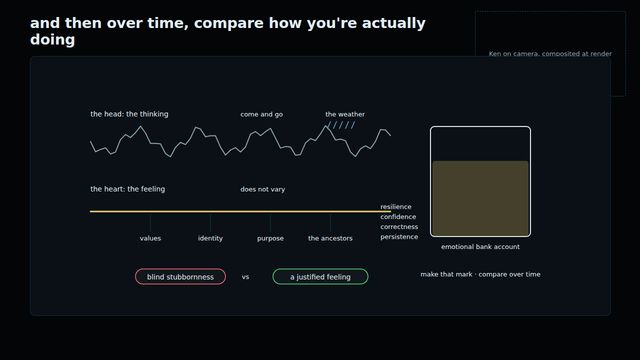 and then over time, compare how you're actually
doing
Ken on camera, composited at render
the head: the thinking
come and go
the weather
the heart: the feeling
does not vary
resilience
confidence
correctness
persistence
values
identity
purpose
the ancestors
emotional bank account
blind stubbornness
vs
a justified feeling
make that mark · compare over time